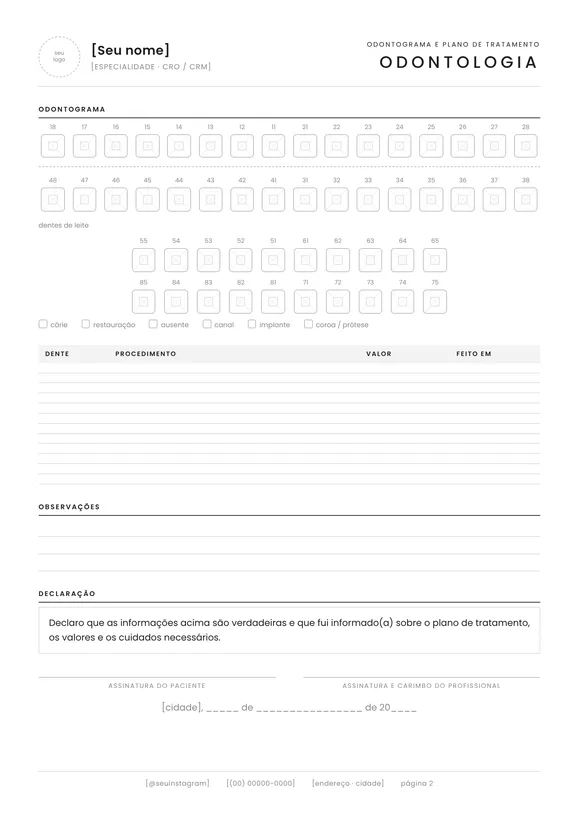 seu
logo
[Seu nome]
[ESPECIALIDADE · CRO / CRM]
ODONTOGRAMA E PLANO DE TRATAMENTO
ODONTOLOGIA
ODONTOGRAMA
18 17 16 15 14 13 12 11 21 22 23 24 25 26 27 28
48 47 46 45 44 43 42 41 31 32 33 34 35 36 37 38
dentes de leite
55 54 53 52 51 61 62 63 64 65
85 84 83 82 81 71 72 73 74 75
cárie restauração ausente canal implante coroa / prótese
DENTE PROCEDIMENTO VALOR FEITO EM
OBSERVAÇÕES
DECLARAÇÃO
Declaro que as informações acima são verdadeiras e que fui informado(a) sobre o plano de tratamento,
os valores e os cuidados necessários.
ASSINATURA DO PACIENTE ASSINATURA E CARIMBO DO PROFISSIONAL
[cidade], _____ de ________________ de 20____
[@seuinstagram] [(00) 00000-0000] [endereço · cidade] página 2